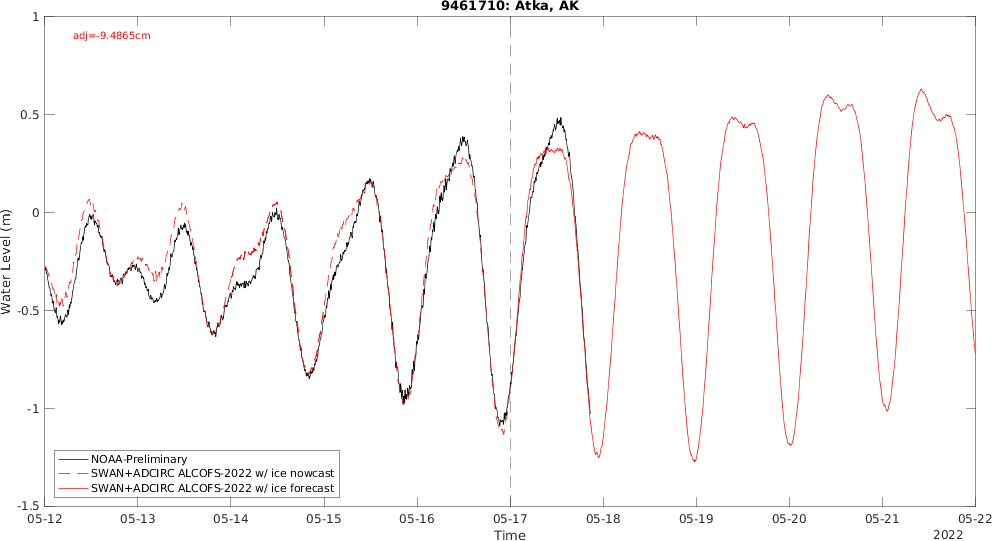 9461710: Atka, AK
adj=-9.4865cm
Water Level (m)
1
0.5
0
-0.5
-1
-1.5
NOAA-Preliminary
SWAN+ADCIRC ALCOFS-2022 w/ ice nowcast
SWAN+ADCIRC ALCOFS-2022 w/ ice forecast
05-12 05-13 05-14 05-15 05-16 05-17 05-18 05-19 05-20 05-21 05-22
Time
2022